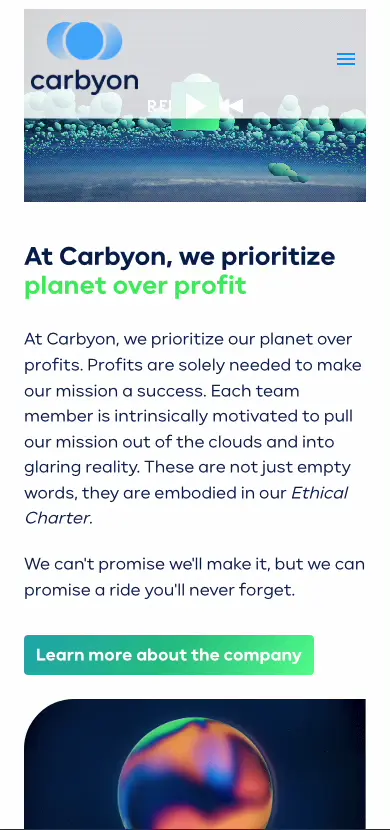 carbyon
At Carbyon, we prioritize
planet over profit
At Carbyon, we prioritize our planet over
profits. Profits are solely needed to make
our mission a success. Each team
member is intrinsically motivated to pull
our mission out of the clouds and into
glaring reality. These are not just empty
words, they are embodied in our Ethical
Charter.
We can't promise we'll make it, but we can
promise a ride you'll never forget.
Learn more about the company